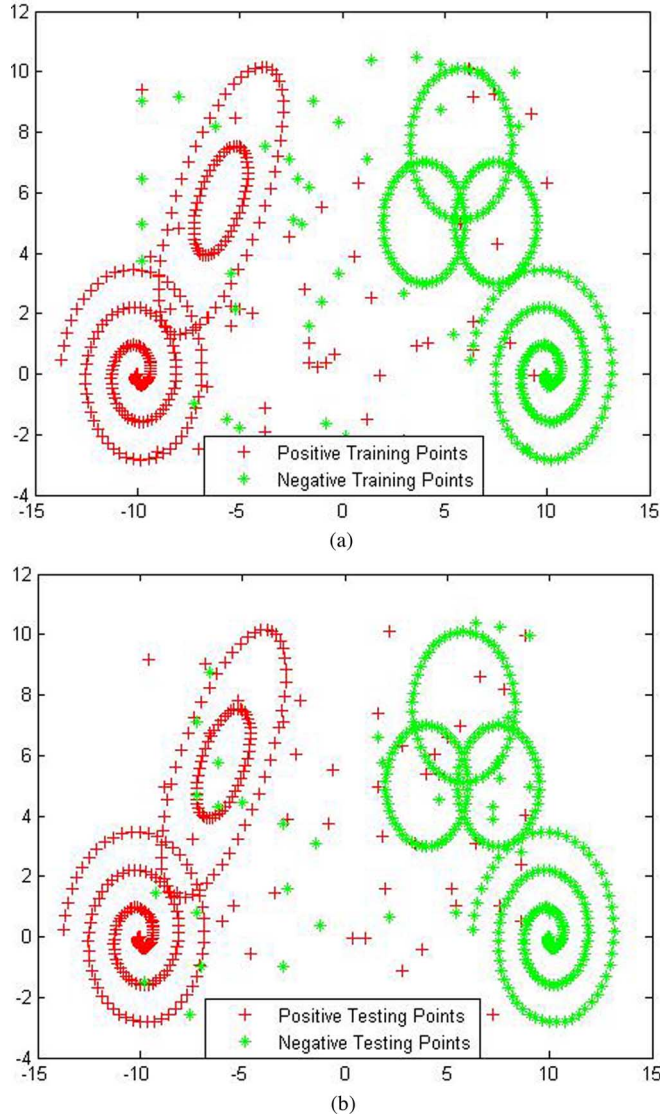 12
10
8
6
4
2
0
-2
-4
-15 -10 -5 0 5 10 15
Positive Training Points
Negative Training Points
(a)
12
10
8
6
4
2
0
-2
-4
-15 -10 -5 0 5 10 15
Positive Testing Points
Negative Testing Points
(b)